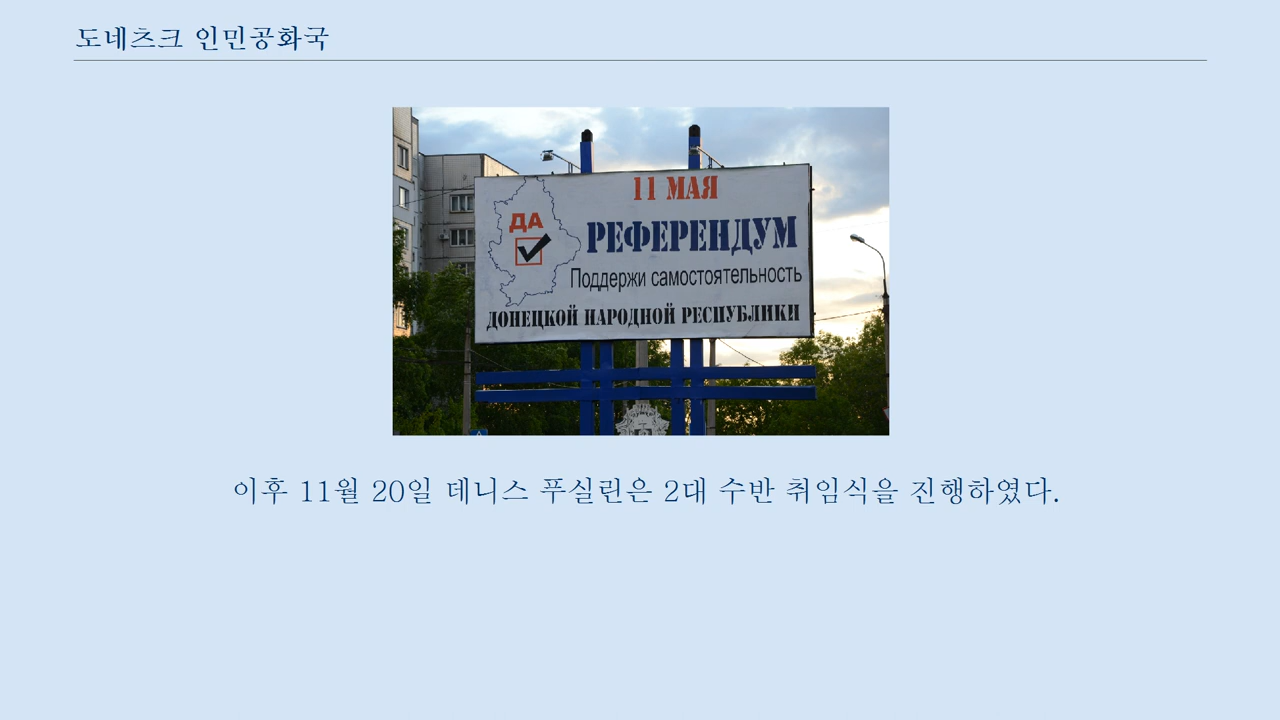 도네츠크 인민공화국
11 МАЯ
ДА
РЕФЕРЕНДУМ
Поддержи самостоятельность
ДОНЕЦКОЙ НАРОДНОЙ РЕСПУБЛИКИ
이후 11월 20일 데니스 푸실린은 2대 수반 취임식을 진행하였다.